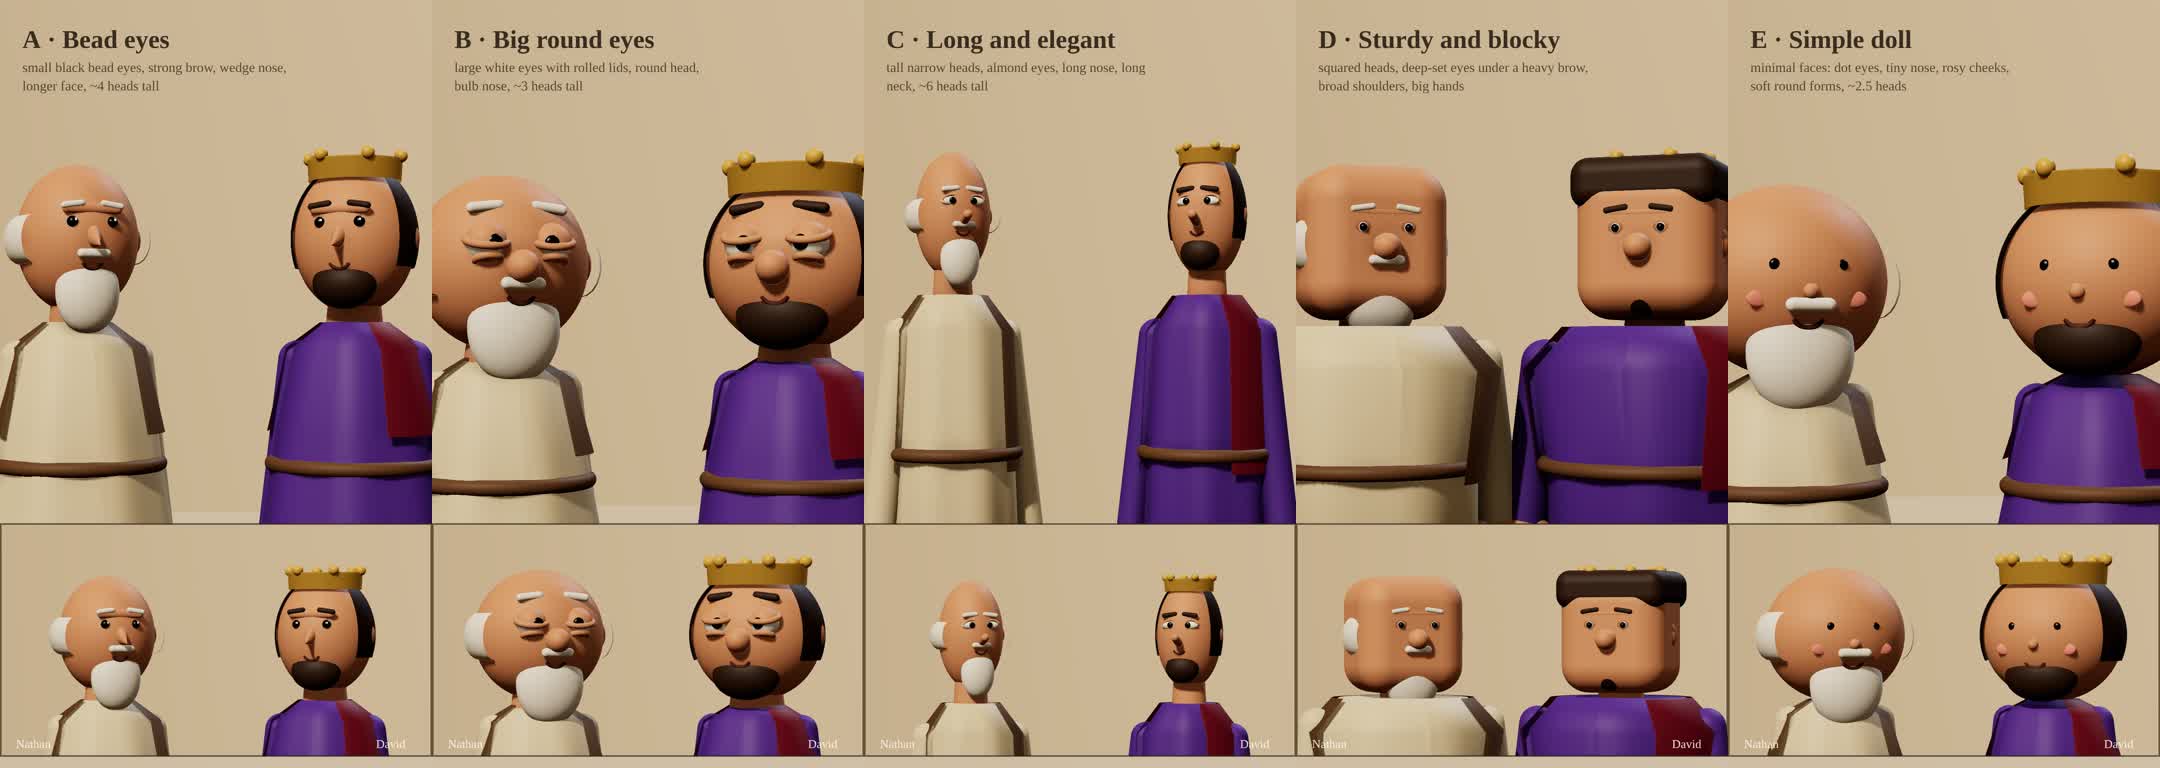 A · Bead eyes
small black bead eyes, strong brow, wedge nose,
longer face, ~4 heads tall
B · Big round eyes
large white eyes with rolled lids, round head,
bulb nose, ~3 heads tall
C · Long and elegant
tall narrow heads, almond eyes, long nose, long
neck, ~6 heads tall
D · Sturdy and blocky
squared heads, deep-set eyes under a heavy brow,
broad shoulders, big hands
E · Simple doll
minimal faces: dot eyes, tiny nose, rosy cheeks,
soft round forms, ~2.5 heads
Nathan
David
Nathan
David
Nathan
David
Nathan
David
Nathan
David